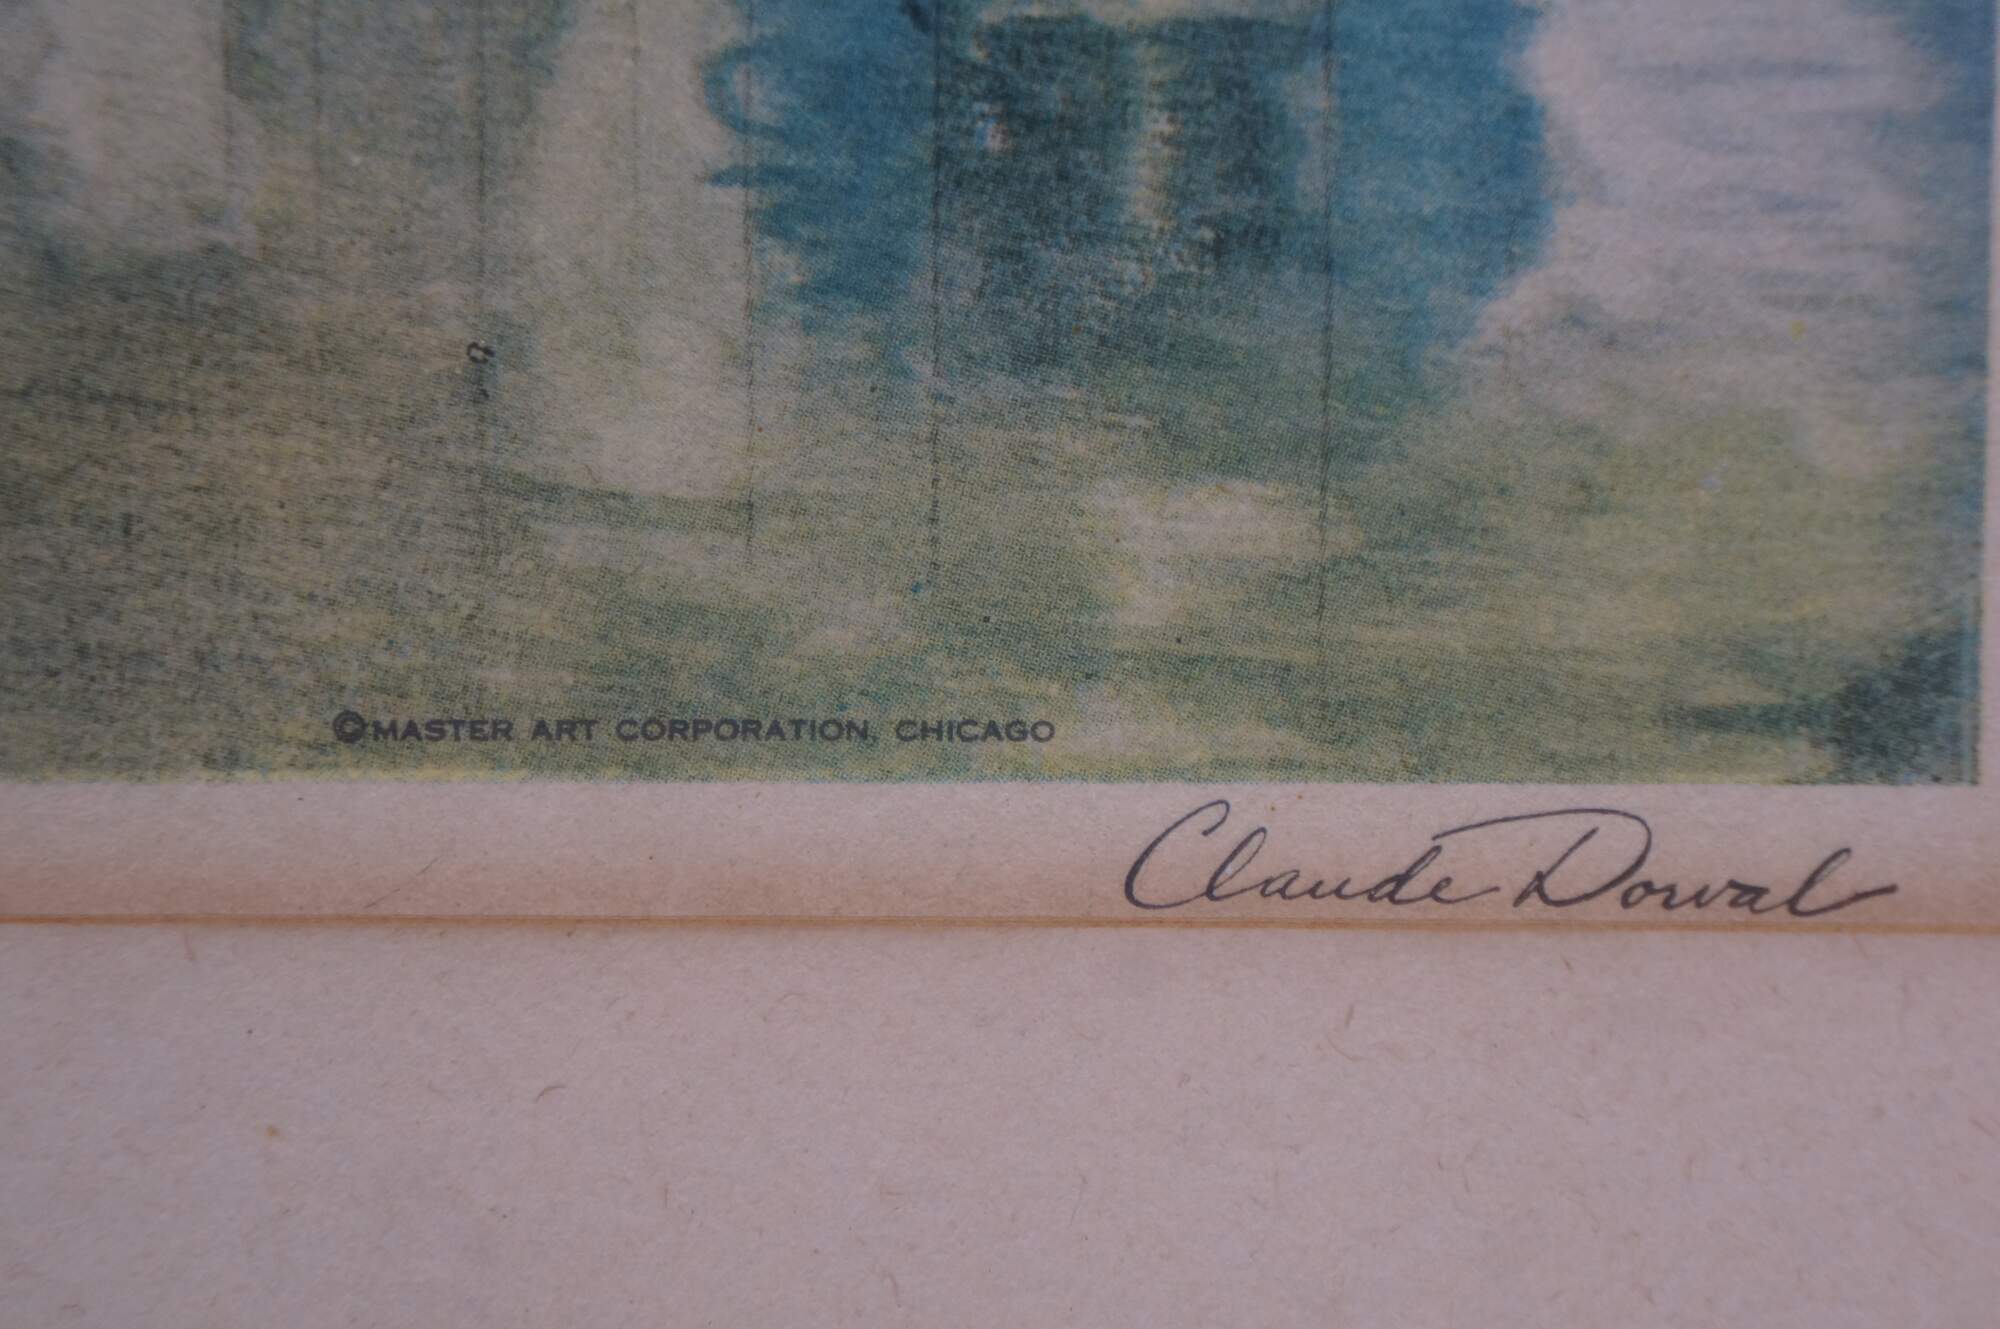 ©MASTER ART CORPORATION, CHICAGO
Claude Dorval